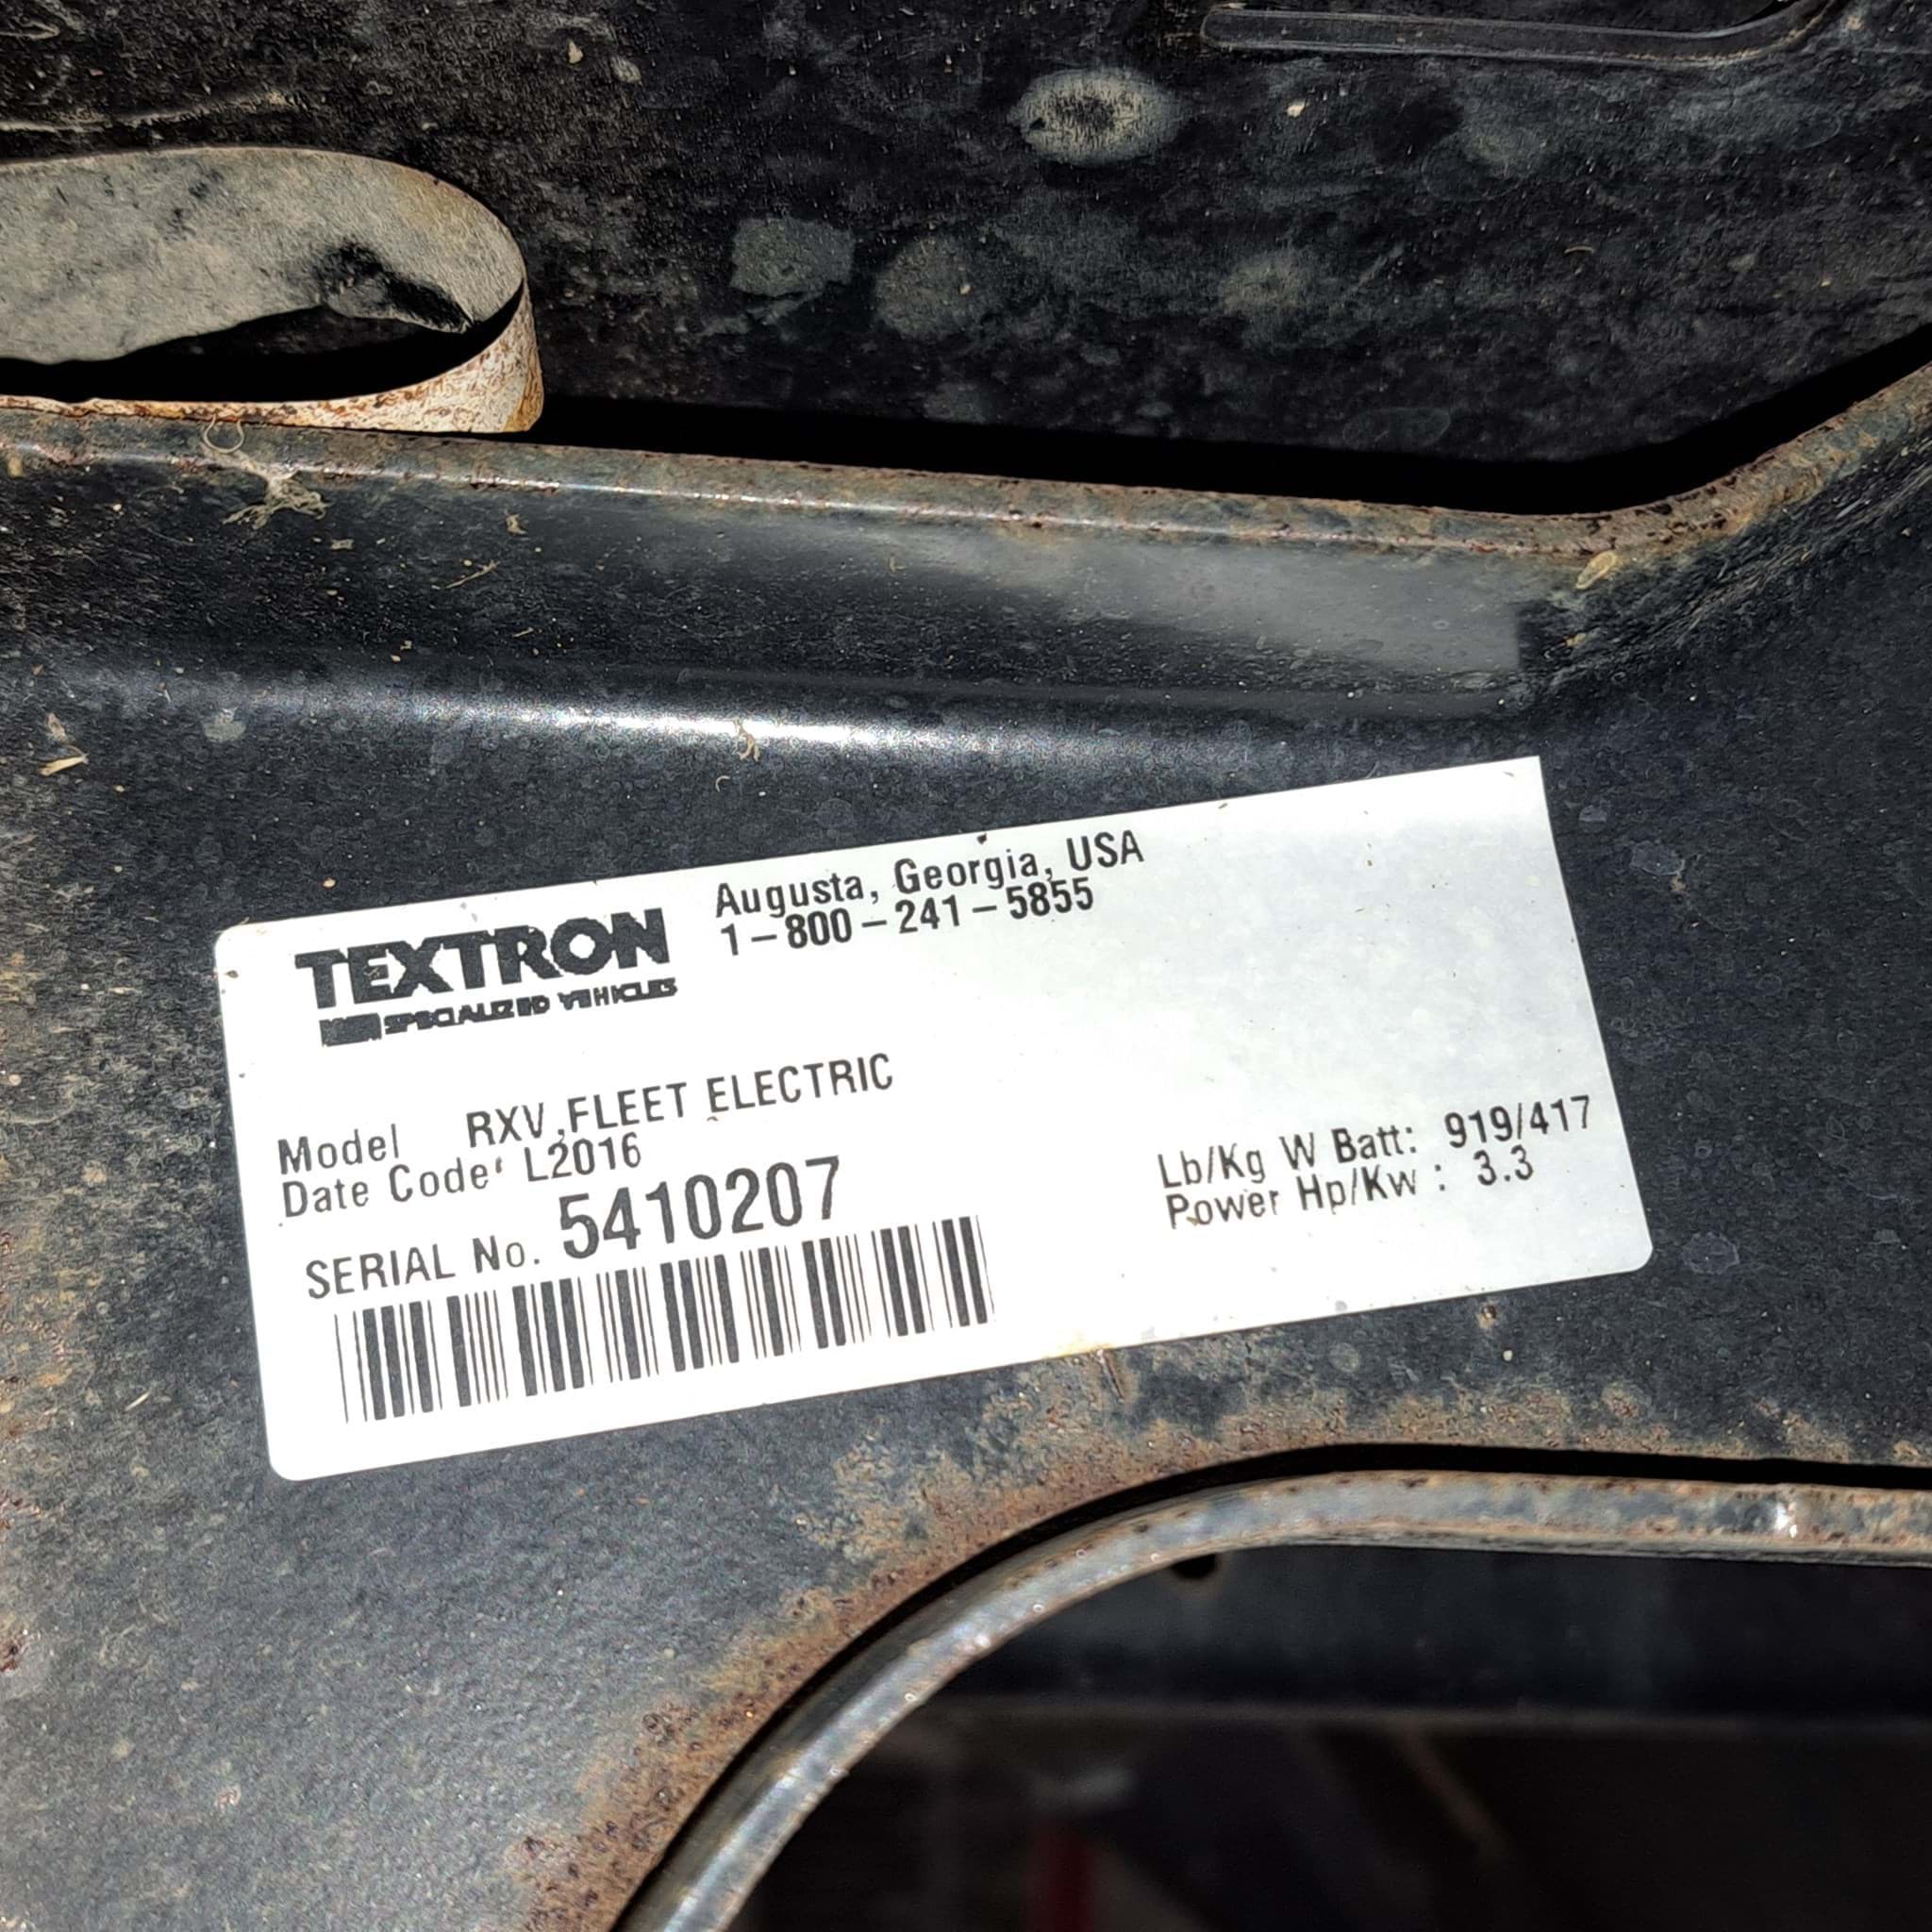 TEXTRON
SPECIALIZED VEHICLES
Augusta, Georgia, USA
1-800-241-5855
Model RXV,FLEET ELECTRIC
Date Code: L2016
SERIAL No. 5410207
Lb/Kg W Batt: 919/417
Power Hp/Kw : 3.3